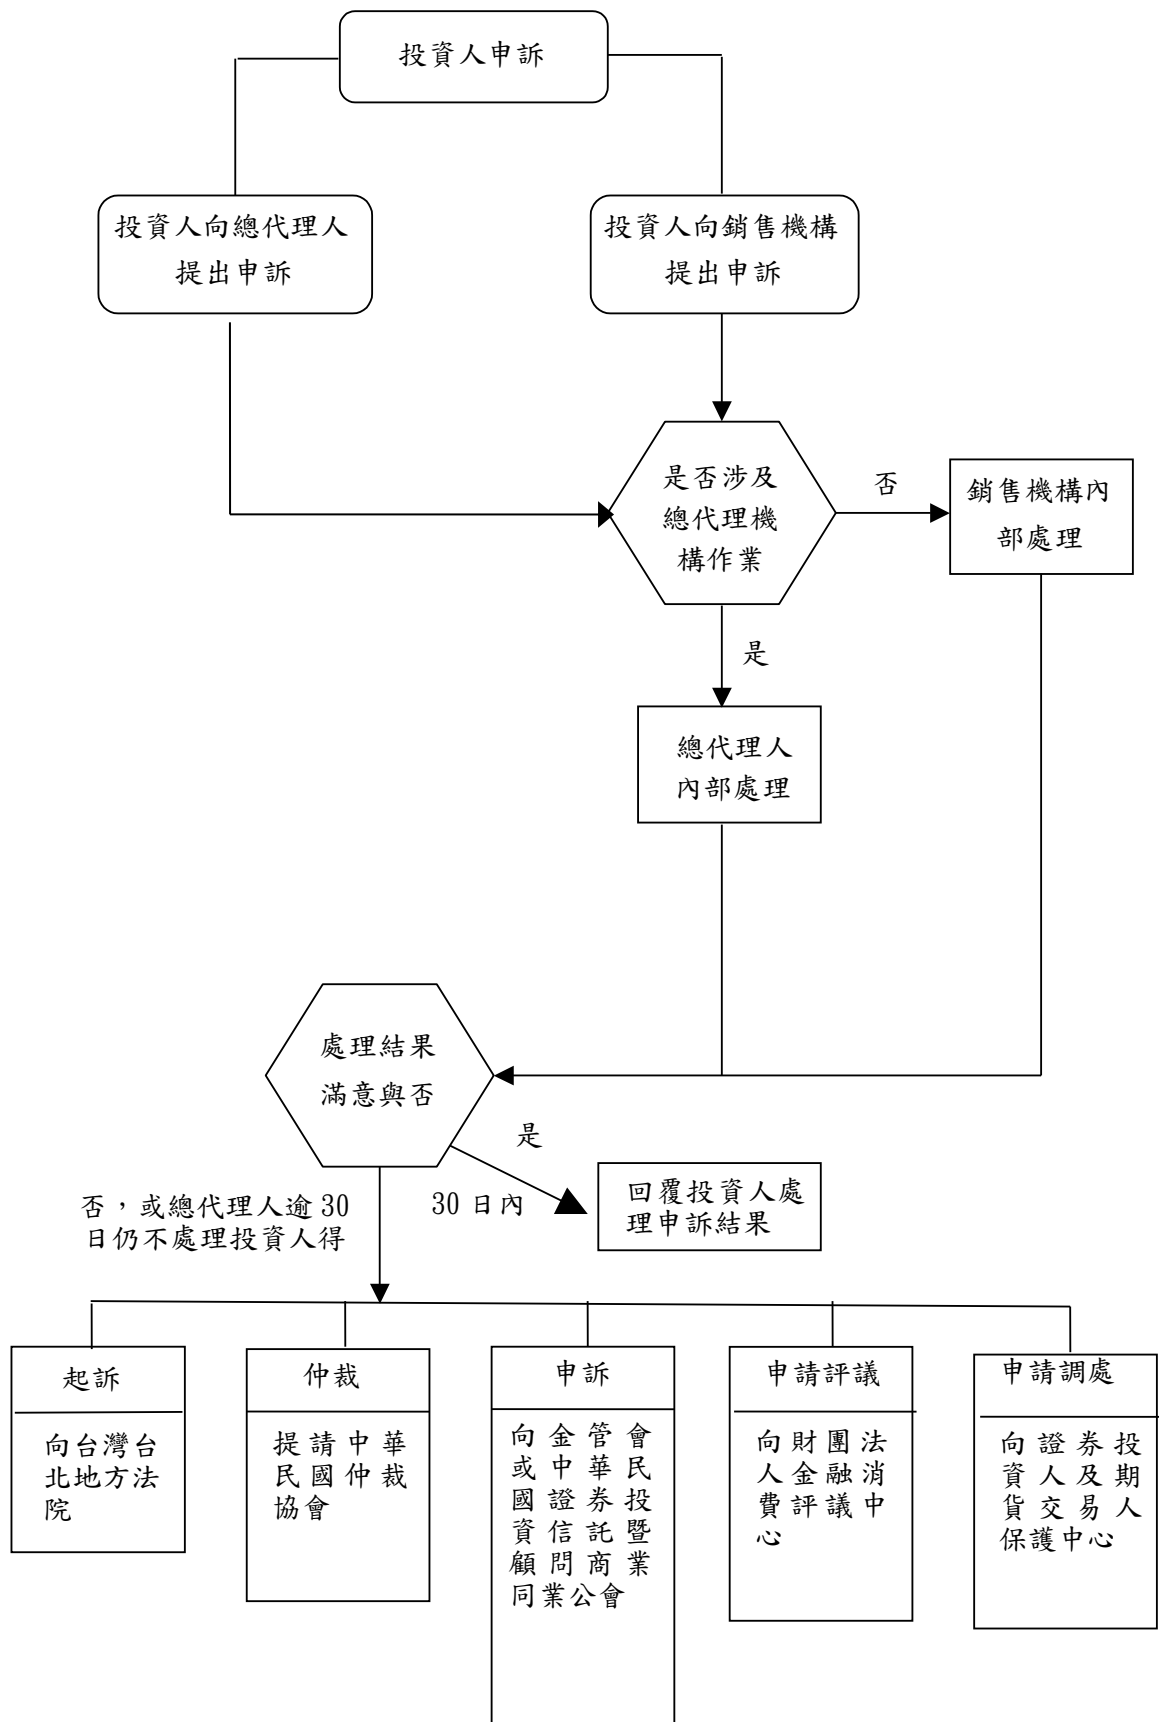 投資人申訴
投資人向總代理人
提出申訴
投資人向銷售機構
提出申訴
是否涉及
總代理機
構作業
否
銷售機構內
部處理
是
總代理人
內部處理
處理結果
滿意與否
是
30 日內
回覆投資人處
理申訴結果
否，或總代理人逾 30
日仍不處理投資人得
起訴
向台灣台
北地方法
院
仲裁
提請中華
民國仲裁
協會
申訴
向金管會
或中華民
國證券投
資信託暨
顧問商業
同業公會
申請評議
向財團法
人金融消
費評議中
心
申請調處
向證券投
資人及期
貨交易人
保護中心